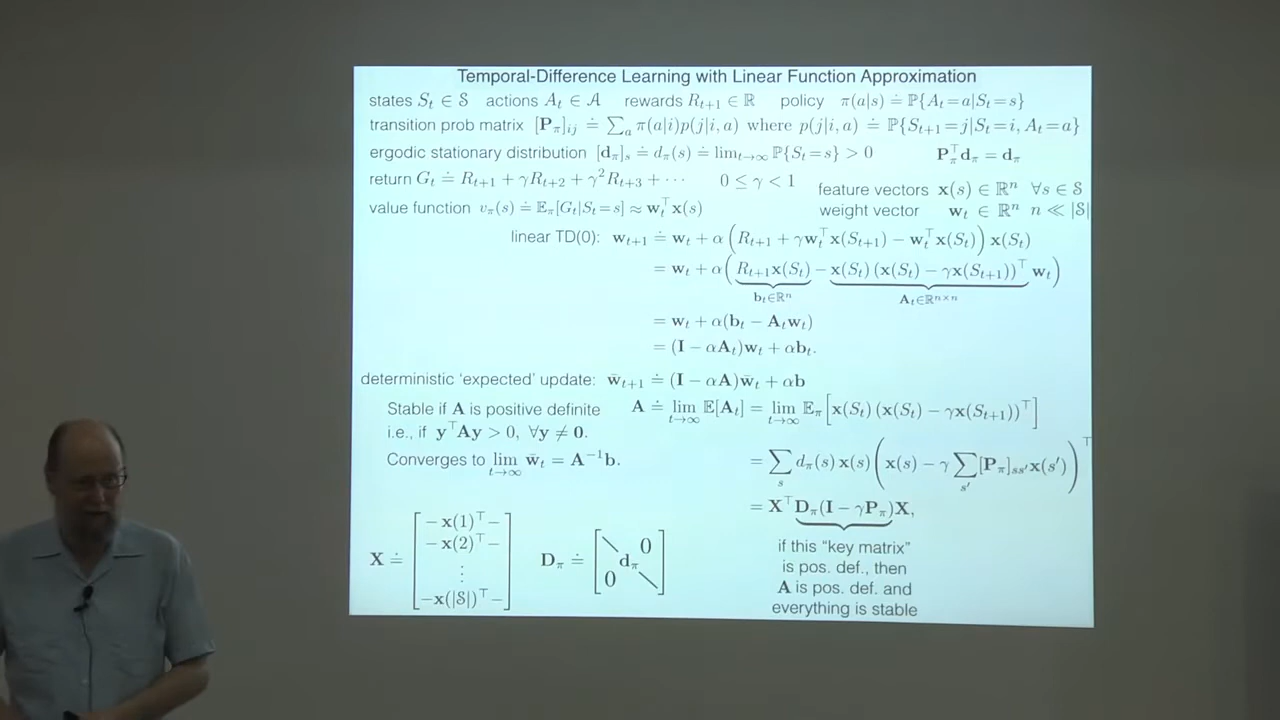 Temporal-Difference Learning with Linear Function Approximation
states S_t ∈ 𝒮   actions A_t ∈ 𝒜   rewards R_{t+1} ∈ ℝ   policy   π(a|s) ≐ ℙ{A_t=a|S_t=s}
transition prob matrix   [P_π]_{ij} ≐ ∑_a π(a|i)p(j|i,a) where p(j|i,a) ≐ ℙ{S_{t+1}=j|S_t=i, A_t=a}
ergodic stationary distribution   [d_π]_s ≐ d_π(s) ≐ lim_{t→∞} ℙ{S_t=s} > 0   P_π^⊤ d_π = d_π
return G_t ≐ R_{t+1} + γR_{t+2} + γ²R_{t+3} + ⋯   0 ≤ γ < 1
feature vectors   x(s) ∈ ℝⁿ   ∀s ∈ 𝒮
value function   v_π(s) ≐ 𝔼_π[G_t|S_t=s] ≈ w_t^⊤ x(s)
weight vector   w_t ∈ ℝⁿ   n ≪ |𝒮|
linear TD(0):   w_{t+1} ≐ w_t + α(R_{t+1} + γw_t^⊤ x(S_{t+1}) − w_t^⊤ x(S_t)) x(S_t)
= w_t + α(R_{t+1}x(S_t) − x(S_t)(x(S_t) − γx(S_{t+1}))^⊤ w_t)
b_t∈ℝⁿ   A_t∈ℝ^{n×n}
= w_t + α(b_t − A_t w_t)
= (I − αA_t)w_t + αb_t.
deterministic 'expected' update:   w̄_{t+1} ≐ (I − αA)w̄_t + αb
Stable if A is positive definite
i.e., if y^⊤Ay > 0, ∀y ≠ 0.
Converges to lim_{t→∞} w̄_t = A^{−1}b.
A ≐ lim_{t→∞} 𝔼[A_t] = lim_{t→∞} 𝔼_π[x(S_t)(x(S_t) − γx(S_{t+1}))^⊤]
= ∑_s d_π(s) x(s) (x(s) − γ ∑_{s'} [P_π]_{ss'} x(s'))^⊤
= X^⊤ D_π(I − γP_π)X,
if this "key matrix"
is pos. def., then
A is pos. def. and
everything is stable
X ≐ [
− x(1)^⊤ −
− x(2)^⊤ −
⋮
−x(|𝒮|)^⊤−
]
D_π ≐ [
\ 0
d_π
0 \
]